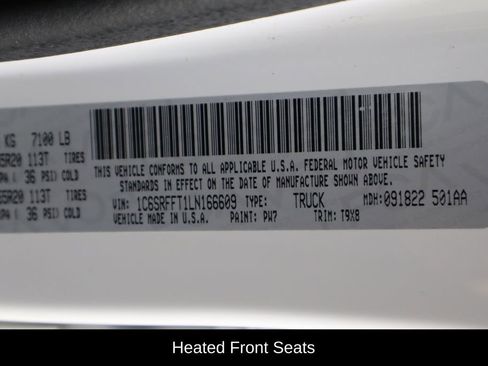 KG 7100 LB
5R20 113T TIRES
36 PSI COLD
5R20 113T TIRES
36 PSI COLD
THIS VEHICLE CONFORMS TO ALL APPLICABLE U.S.A. FEDERAL MOTOR VEHICLE SAFETY
STANDARDS IN EFFECT ON THE DATE OF MANUFACTURE SHOWN ABOVE.
VIN: 1C6SRFFT1LN168609 TYPE: TRUCK MDH: 091822 501AA
VEHICLE MADE IN U.S.A. PAINT: PW7 TRIM: T9X8
Heated Front Seats